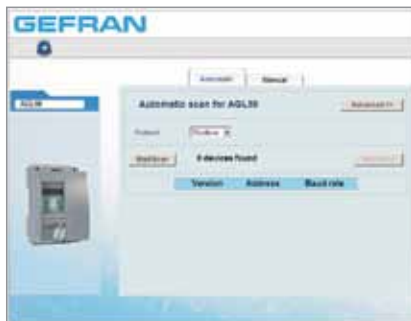 GEFRAN
Automatic Manual
AGL50
Automatic scan for AGL50
Advanced >>
Protocol Modbus
Start Scan 0 devices found
Version Address Baud rate